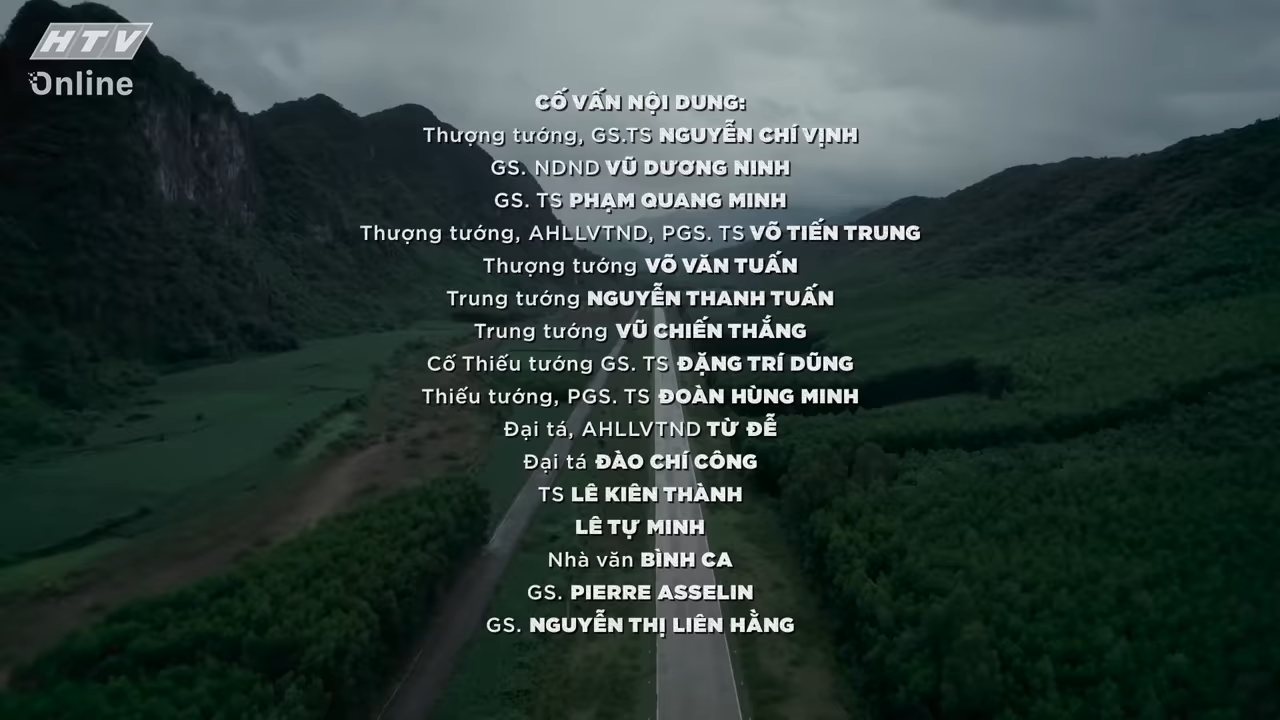 HTV
Online
CỐ VẤN NỘI DUNG:
Thượng tướng, GS.TS NGUYỄN CHÍ VỊNH
GS. NDND VŨ DƯƠNG NINH
GS. TS PHẠM QUANG MINH
Thượng tướng, AHLLVTND, PGS. TS VÕ TIẾN TRUNG
Thượng tướng VÕ VĂN TUẤN
Trung tướng NGUYỄN THANH TUẤN
Trung tướng VŨ CHIẾN THẮNG
Cố Thiếu tướng GS. TS ĐẶNG TRÍ DŨNG
Thiếu tướng, PGS. TS ĐOÀN HÙNG MINH
Đại tá, AHLLVTND TỪ ĐỄ
Đại tá ĐÀO CHÍ CÔNG
TS LÊ KIÊN THÀNH
LÊ TỰ MINH
Nhà văn BÌNH CA
GS. PIERRE ASSELIN
GS. NGUYỄN THỊ LIÊN HẰNG